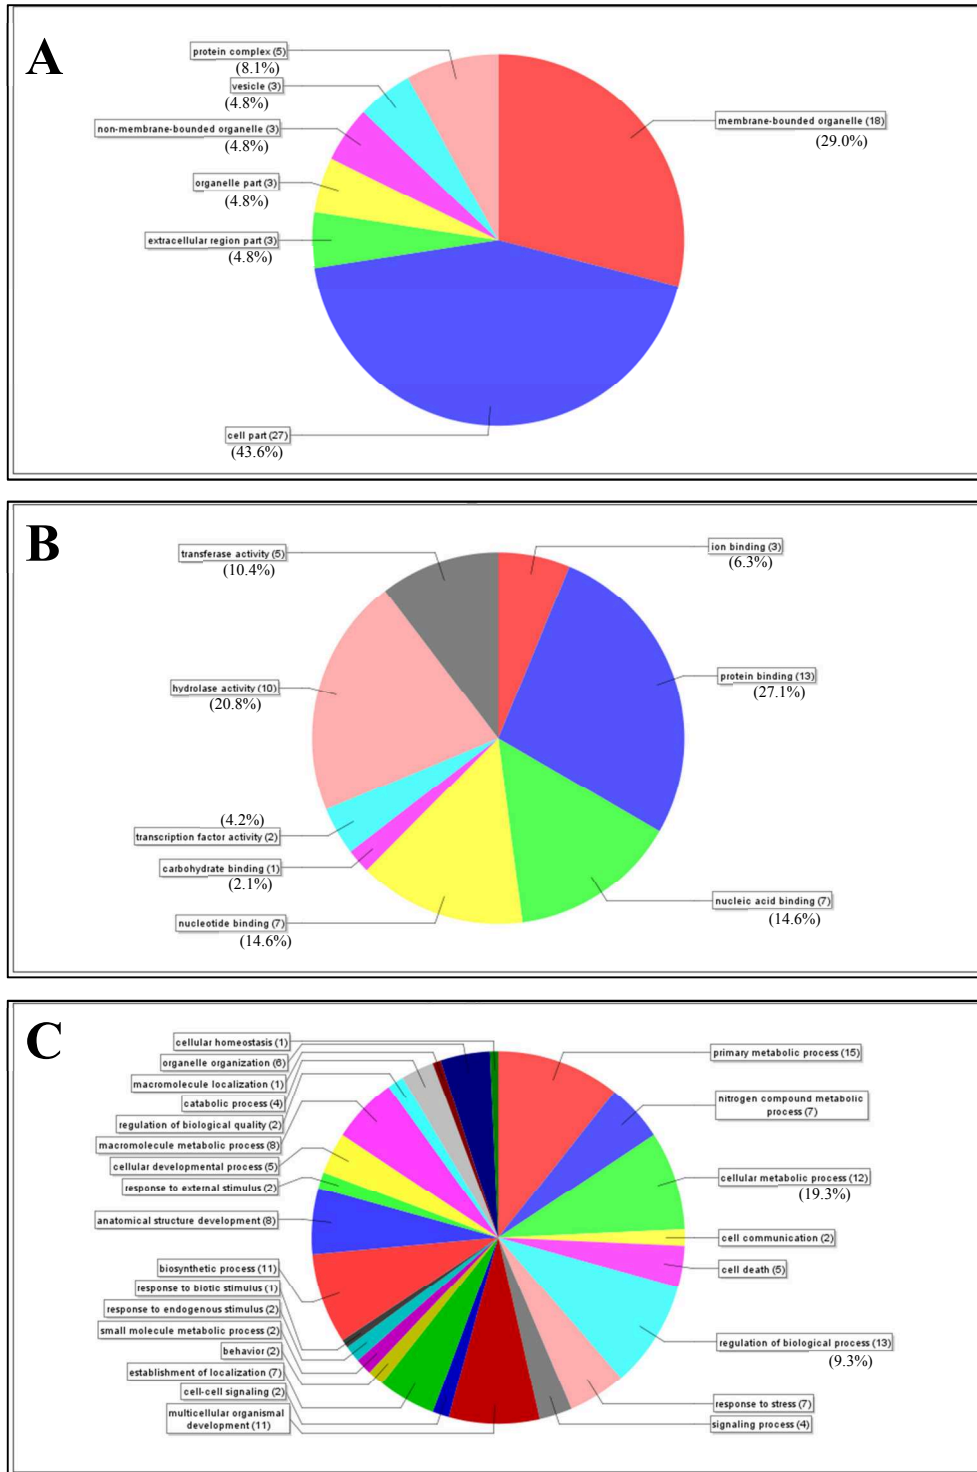 A
protein complex (5)
(8.1%)
vesicle (3)
(4.8%)
non-membrane-bounded organelle (3)
(4.8%)
organelle part (3)
(4.8%)
extracellular region part (3)
(4.8%)
cell part (27)
(43.6%)
membrane-bounded organelle (18)
(29.0%)
B
transferase activity (5)
(10.4%)
hydrolase activity (10)
(20.8%)
(4.2%)
transcription factor activity (2)
carbohydrate binding (1)
(2.1%)
nucleotide binding (7)
(14.6%)
ion binding (3)
(6.3%)
protein binding (13)
(27.1%)
nucleic acid binding (7)
(14.6%)
C
cellular homeostasis (1)
organelle organization (6)
macromolecule localization (1)
catabolic process (4)
regulation of biological quality (2)
macromolecule metabolic process (8)
cellular developmental process (5)
response to external stimulus (2)
anatomical structure development (8)
biosynthetic process (11)
response to biotic stimulus (1)
response to endogenous stimulus (2)
small molecule metabolic process (2)
behavior (2)
establishment of localization (7)
cell-cell signaling (2)
multicellular organismal
development (11)
primary metabolic process (15)
nitrogen compound metabolic
process (7)
cellular metabolic process (12)
(19.3%)
cell communication (2)
cell death (5)
regulation of biological process (13)
(9.3%)
response to stress (7)
signaling process (4)